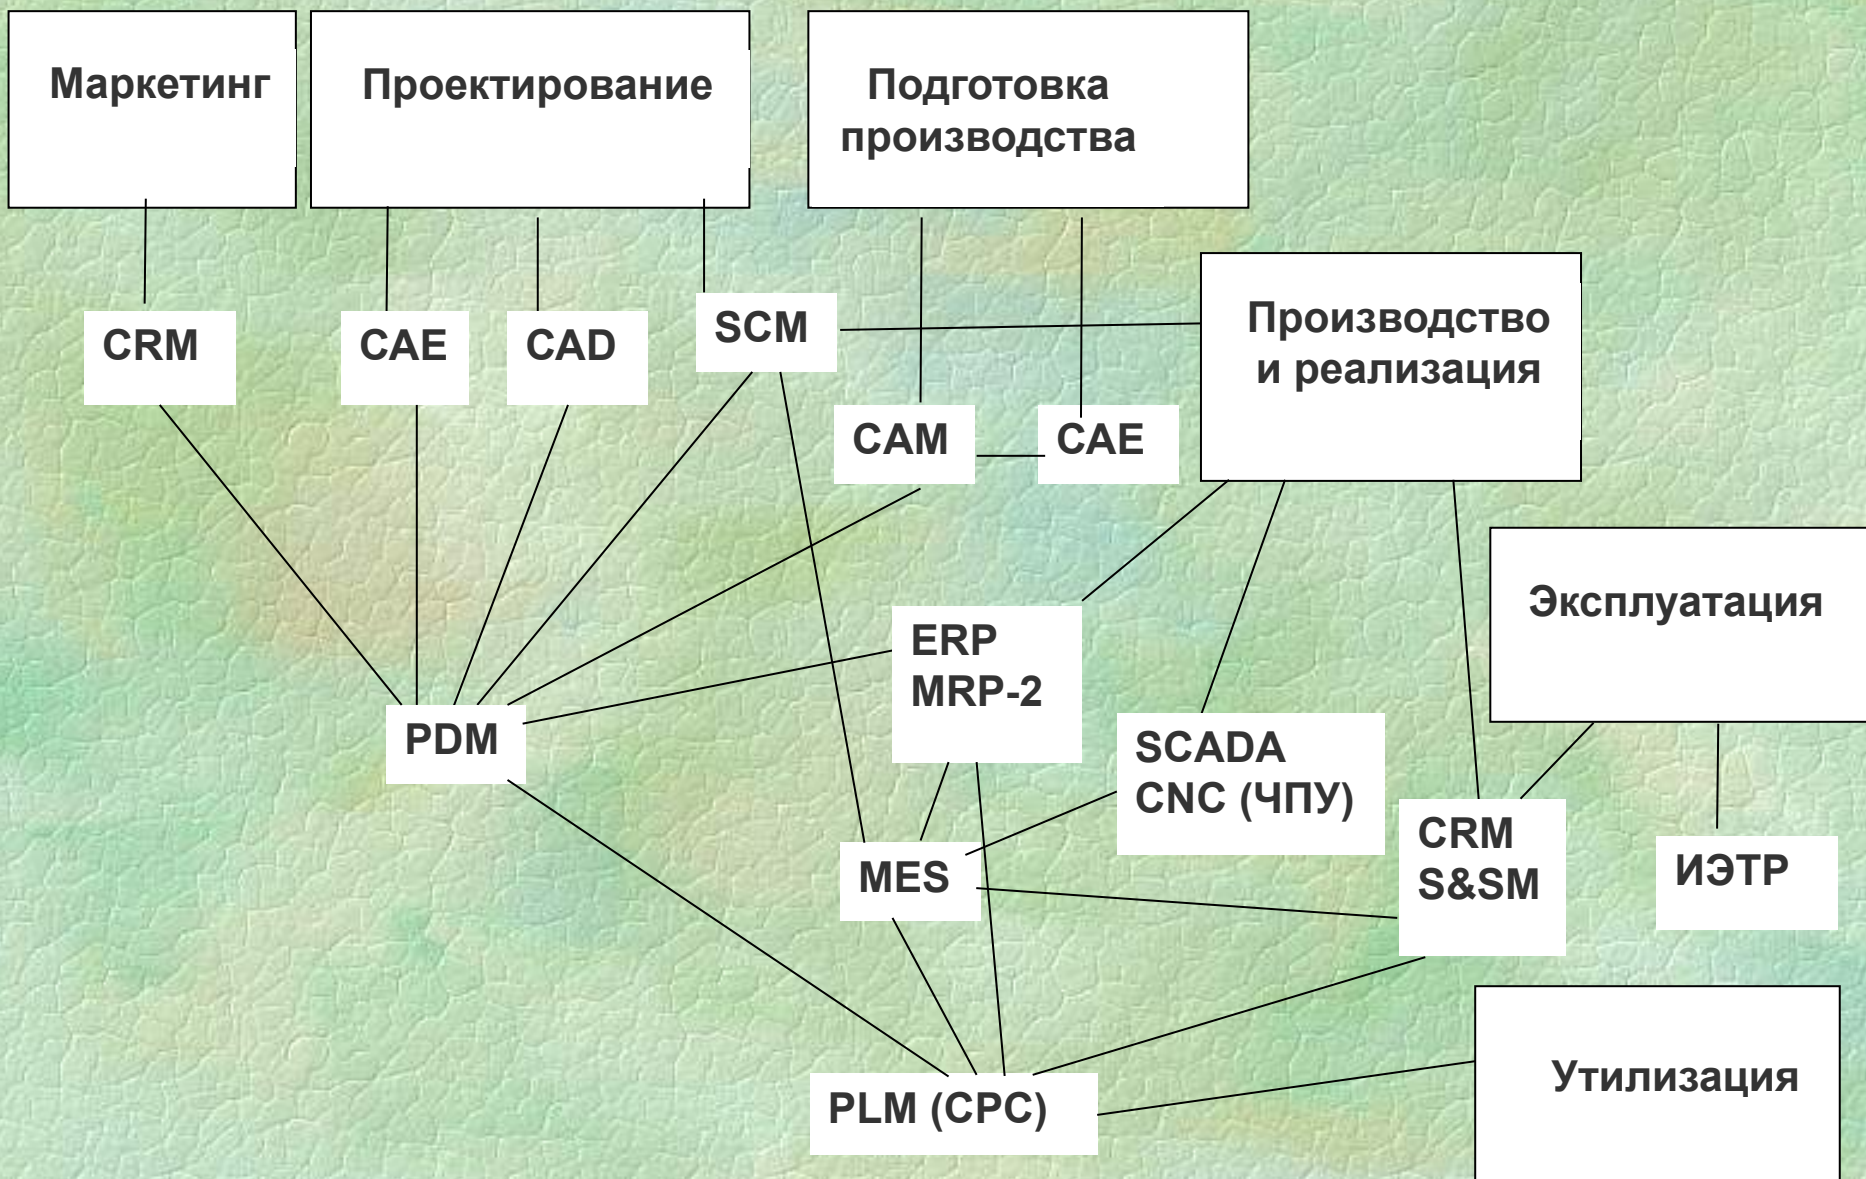 Маркетинг
Проектирование
Подготовка
производства
CRM
CAE
CAD
SCM
Производство
и реализация
CAM
CAE
Эксплуатация
ERP
MRP-2
PDM
SCADA
CNC (ЧПУ)
CRM
S&SM
MES
ИЭТР
PLM (CPC)
Утилизация